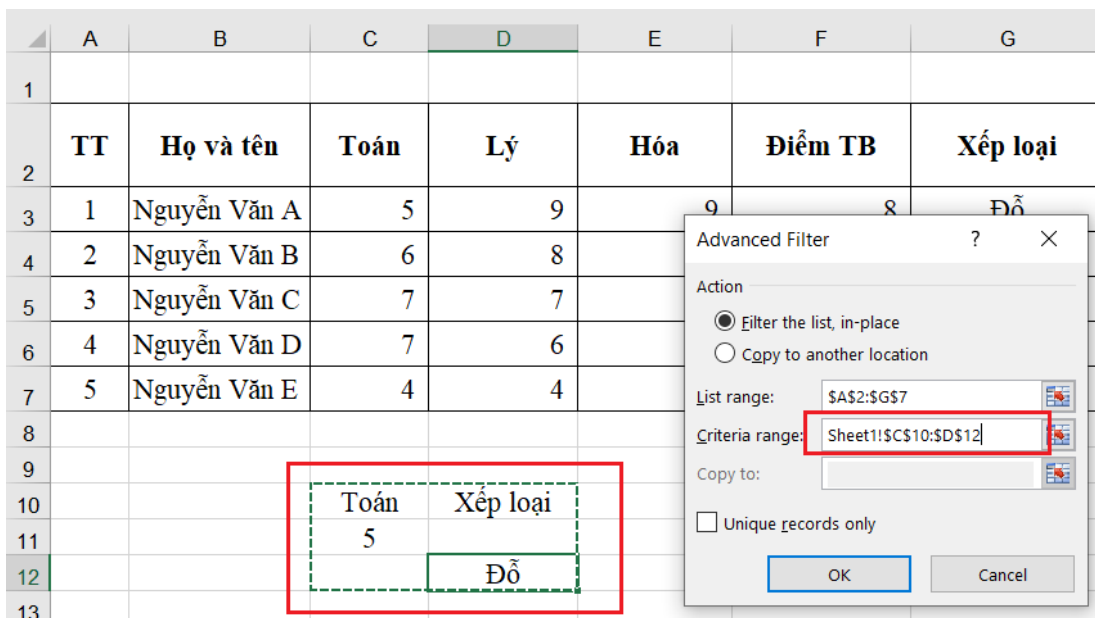 A B C D E F G
1
2 TT Họ và tên Toán Lý Hóa Điểm TB Xếp loại
3 1 Nguyễn Văn A 5 9 9 8 Đỗ
4 2 Nguyễn Văn B 6 8
5 3 Nguyễn Văn C 7 7
6 4 Nguyễn Văn D 7 6
7 5 Nguyễn Văn E 4 4
8
9
10 Toán Xếp loại
11 5
12 Đỗ
13
Advanced Filter ?
Action
Filter the list, in-place
Copy to another location
List range: $A$2:$G$7
Criteria range: Sheet1!$C$10:$D$12
Copy to:
Unique records only
OK Cancel